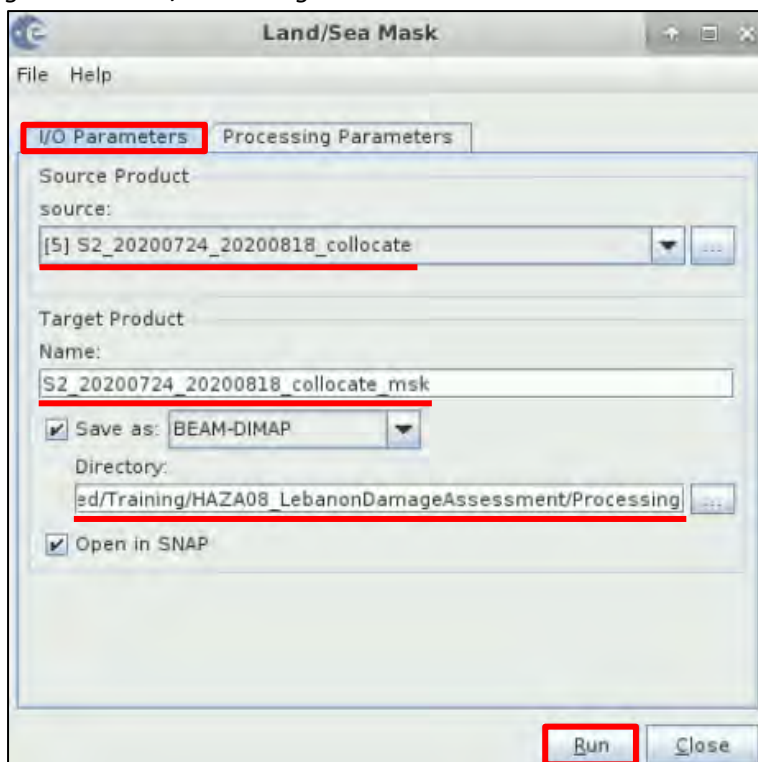 Land/Sea Mask
File Help
I/O Parameters Processing Parameters
Source Product
source:
[5] S2_20200724_20200818_collocate
...
Target Product
Name:
S2_20200724_20200818_collocate_msk
Save as: BEAM-DIMAP
Directory:
ed/Training/HAZA08_LebanonDamageAssessment/Processing ...
Open in SNAP
Run Close